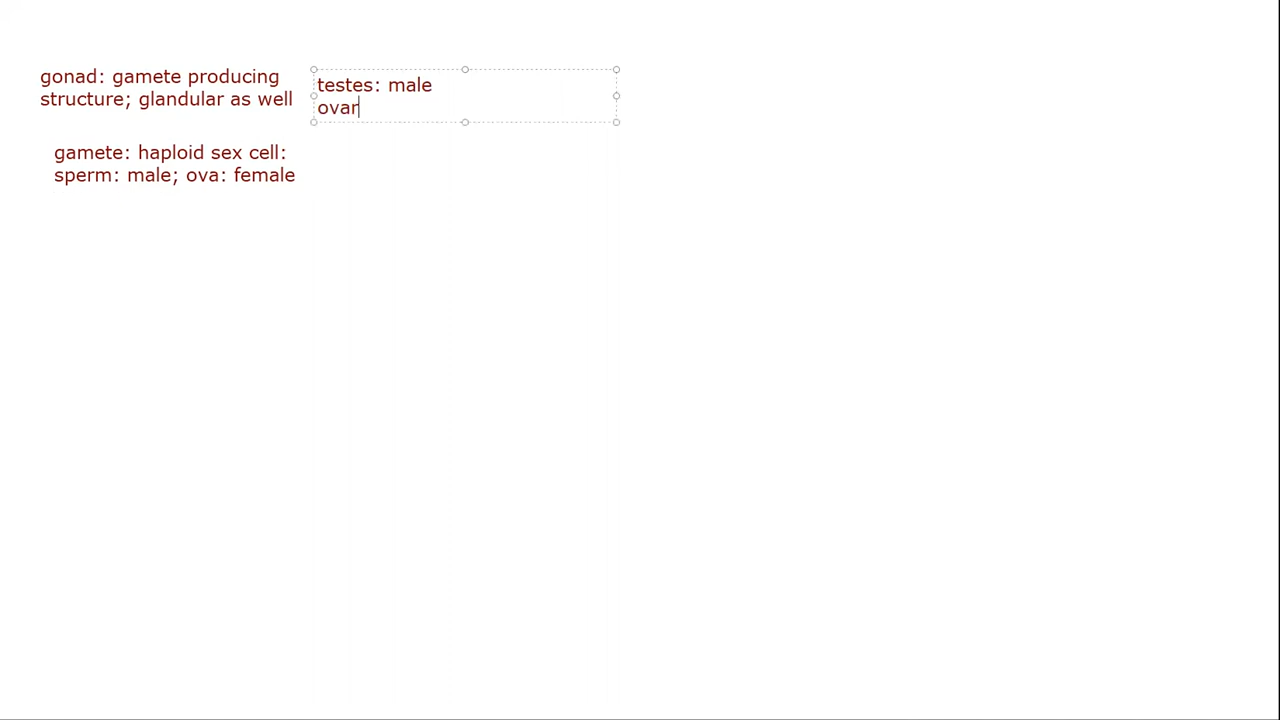 gonad: gamete producing
structure; glandular as well
testes: male
ovar
gamete: haploid sex cell:
sperm: male; ova: female